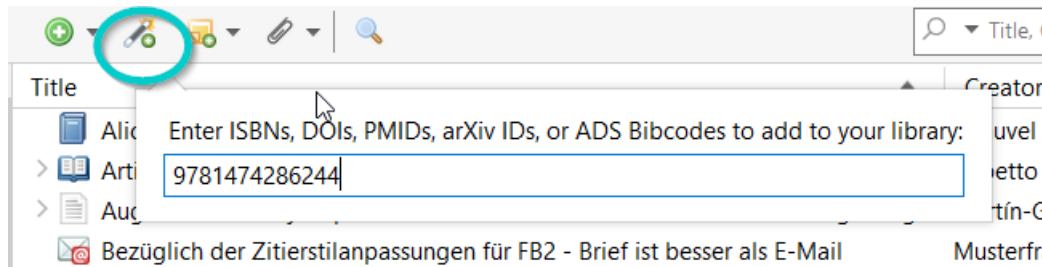 Title,
Title
Creator
Enter ISBNs, DOIs, PMIDs, arXiv IDs, or ADS Bibcodes to add to your library:
9781474286244
Bezüglich der Zitierstilanpassungen für FB2 - Brief ist besser als E-Mail